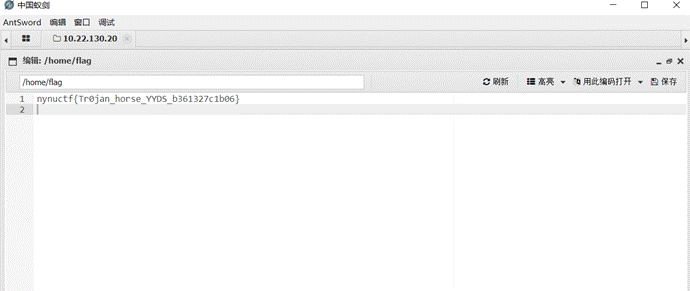 中国蚁剑
AntSword 编辑 窗口 调试
10.22.130.20
编辑: /home/flag
/home/flag 刷新 高亮 用此编码打开 保存
1 nynuctf{Tr0jan_horse_YYDS_b361327c1b06}
2